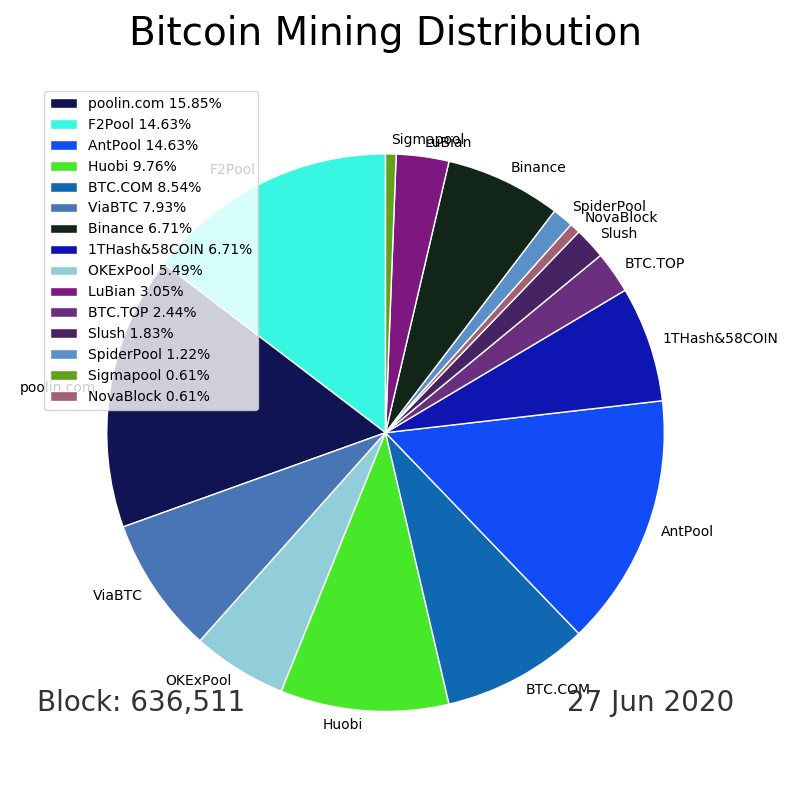 Bitcoin Mining Distribution
poolin.com 15.85%
F2Pool 14.63%
AntPool 14.63%
Huobi 9.76%
BTC.COM 8.54%
ViaBTC 7.93%
Binance 6.71%
1THash&58COIN 6.71%
OKExPool 5.49%
LuBian 3.05%
BTC.TOP 2.44%
Slush 1.83%
SpiderPool 1.22%
Sigmapool 0.61%
NovaBlock 0.61%
Sigmapool
LuBian
Binance
SpiderPool
NovaBlock
Slush
BTC.TOP
1THash&58COIN
AntPool
BTC.COM
Huobi
OKExPool
ViaBTC
poolin.com
F2Pool
Block: 636,511
27 Jun 2020